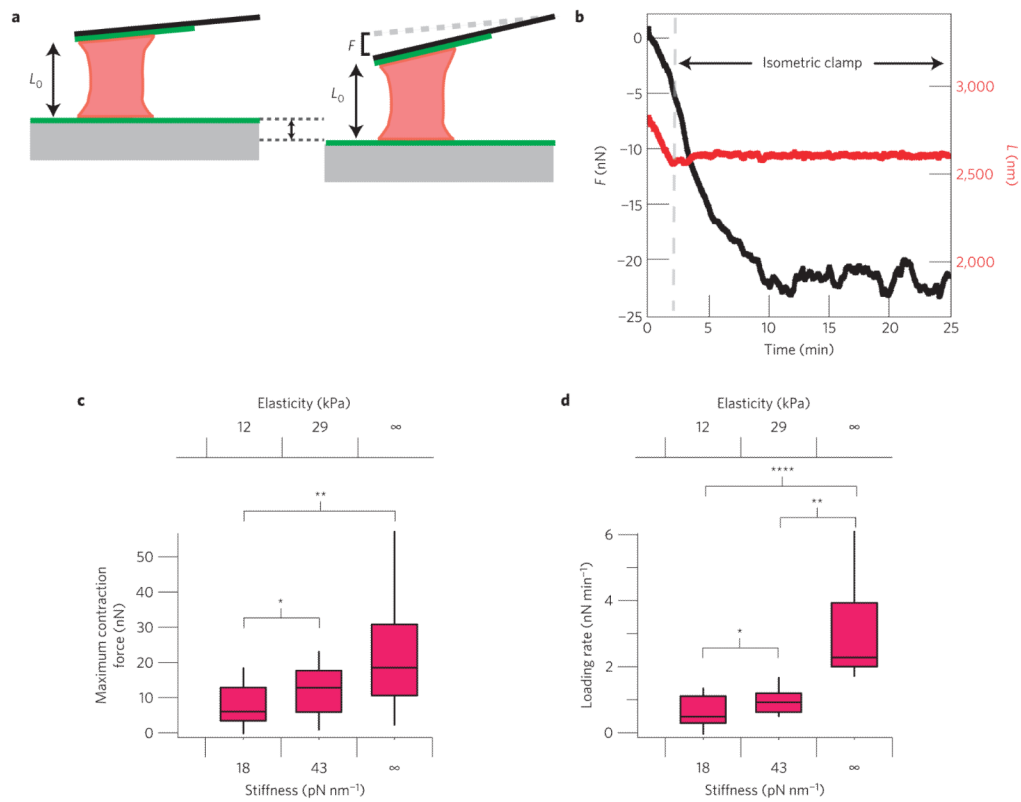 a
L0
F
L0
b
0
−5
−10
−15
−20
−25
F (nN)
Isometric clamp
3,000
2,500
2,000
L (nm)
0
5
10
15
20
25
Time (min)
c
Elasticity (kPa)
12
29
∞
**
*
50
40
30
20
10
0
Maximum contraction
force (nN)
18
43
∞
Stiffness (pN nm−1)
d
Elasticity (kPa)
12
29
∞
****
**
*
6
4
2
0
Loading rate (nN min−1)
18
43
∞
Stiffness (pN nm−1)